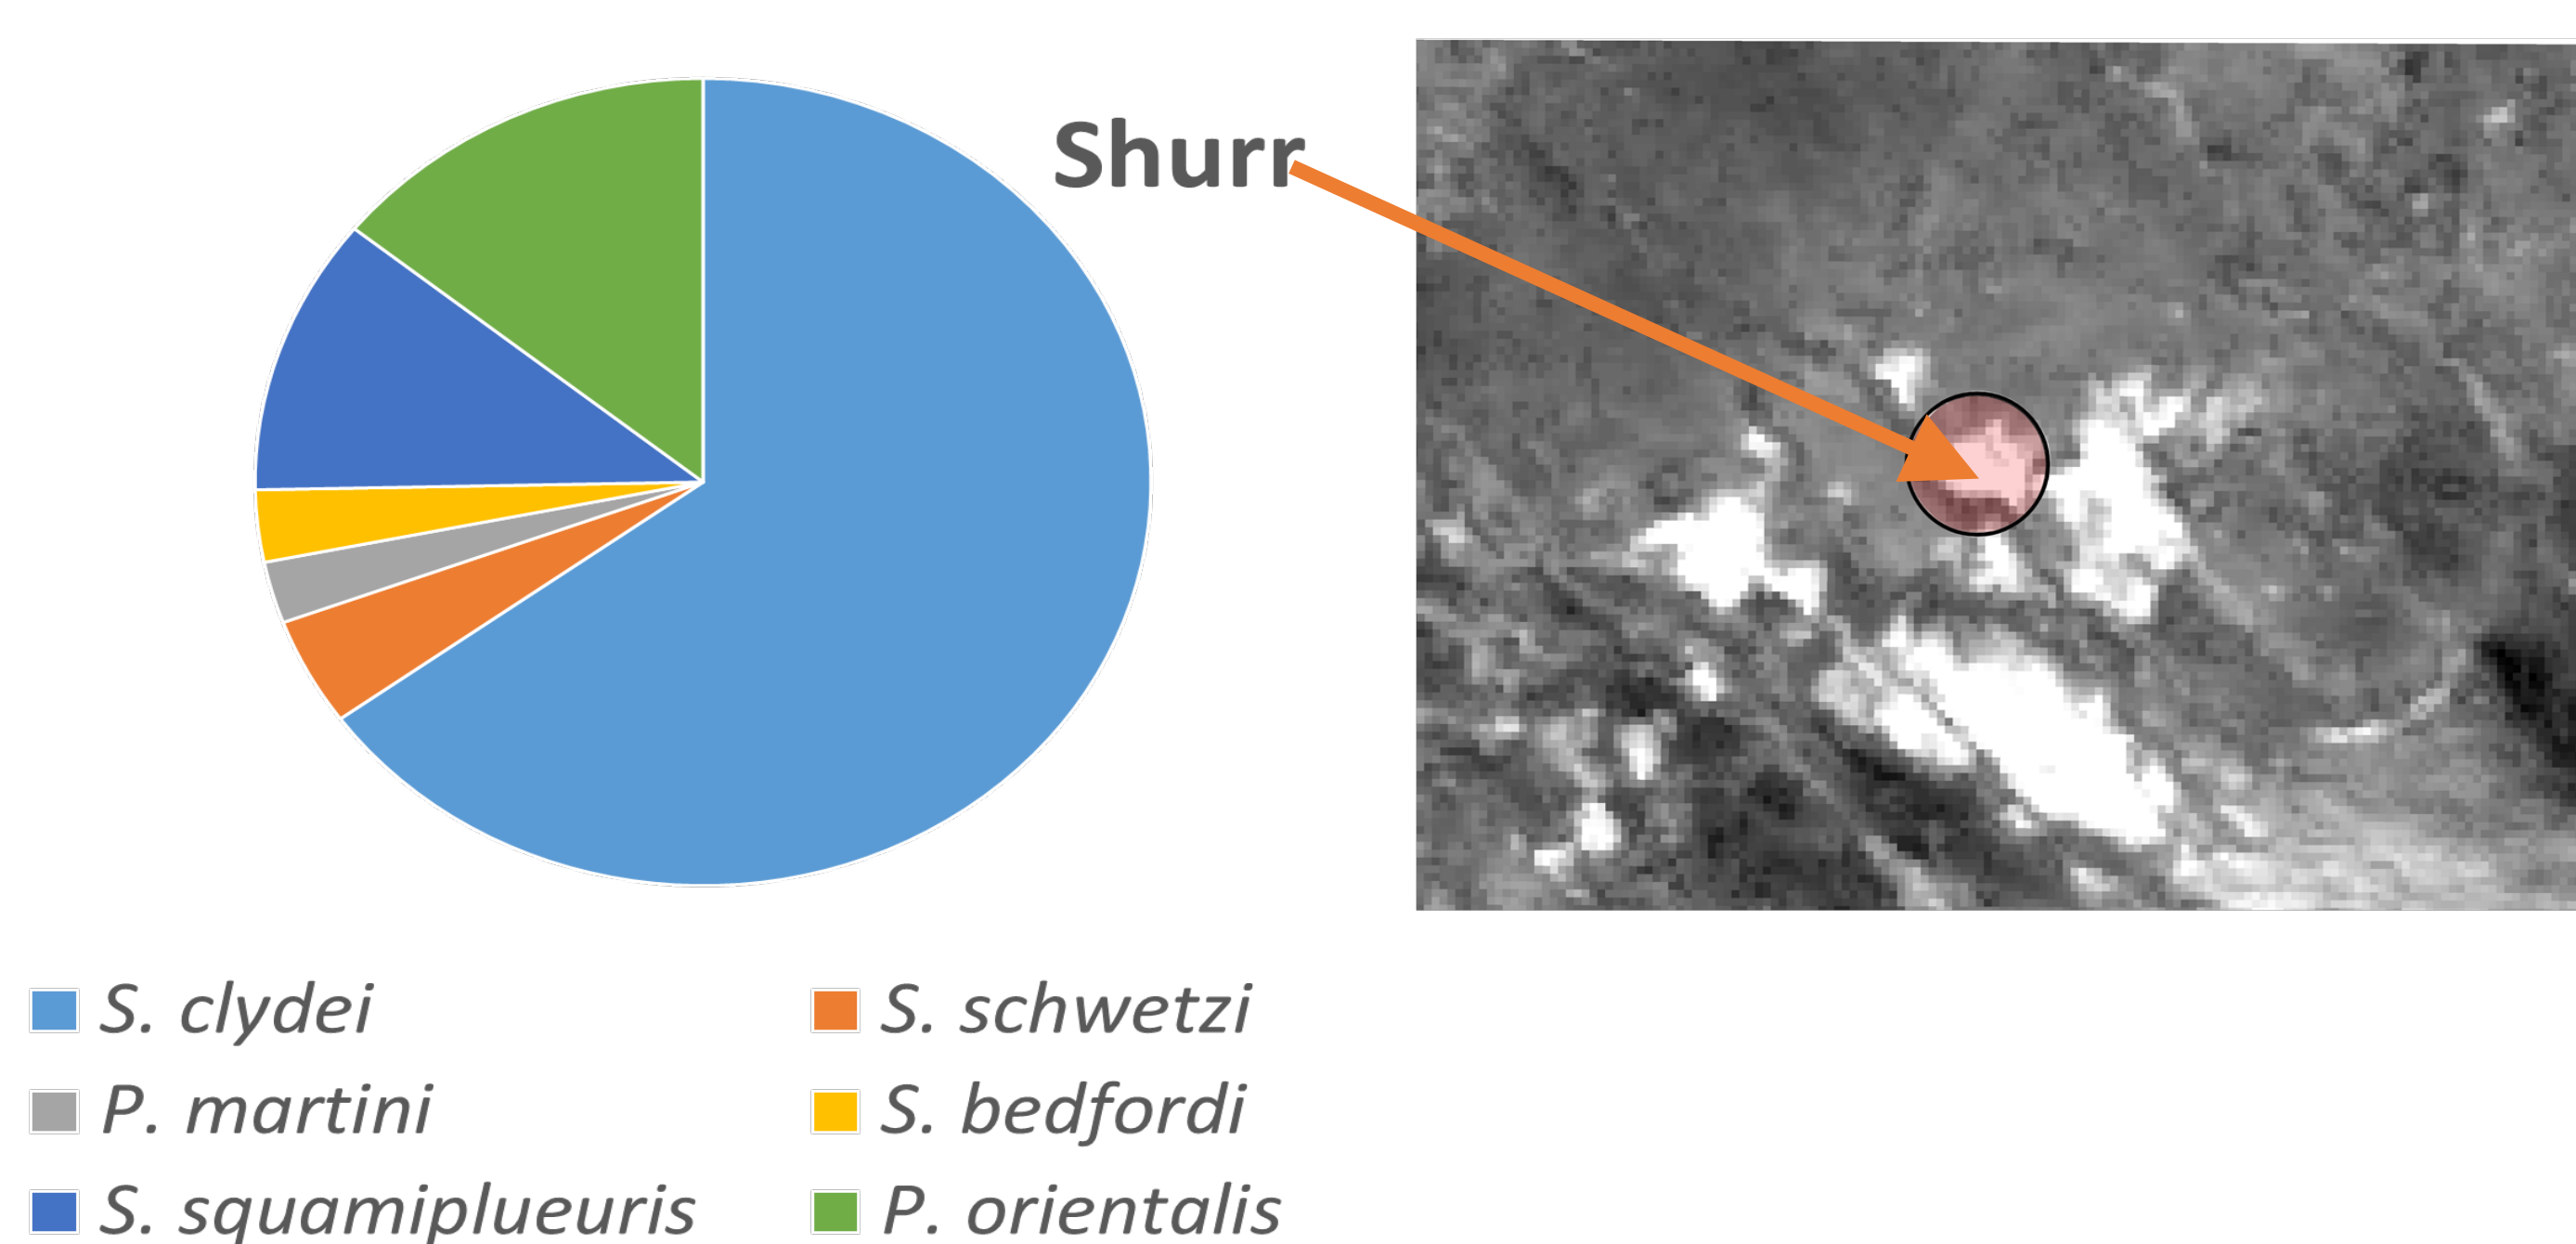 Shurr
S. clydei
S. schwetzi
P. martini
S. bedfordi
S. squamiplueuris
P. orientalis